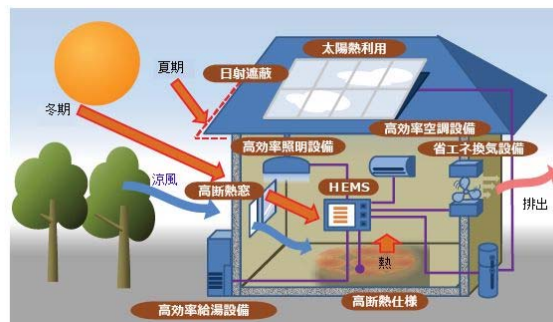 太陽熱利用
夏期
日射遮蔽
冬期
高効率空調設備
高効率照明設備
省エネ換気設備
涼風
高断熱窓
HEMS
排出
熱
高断熱仕様
高効率給湯設備